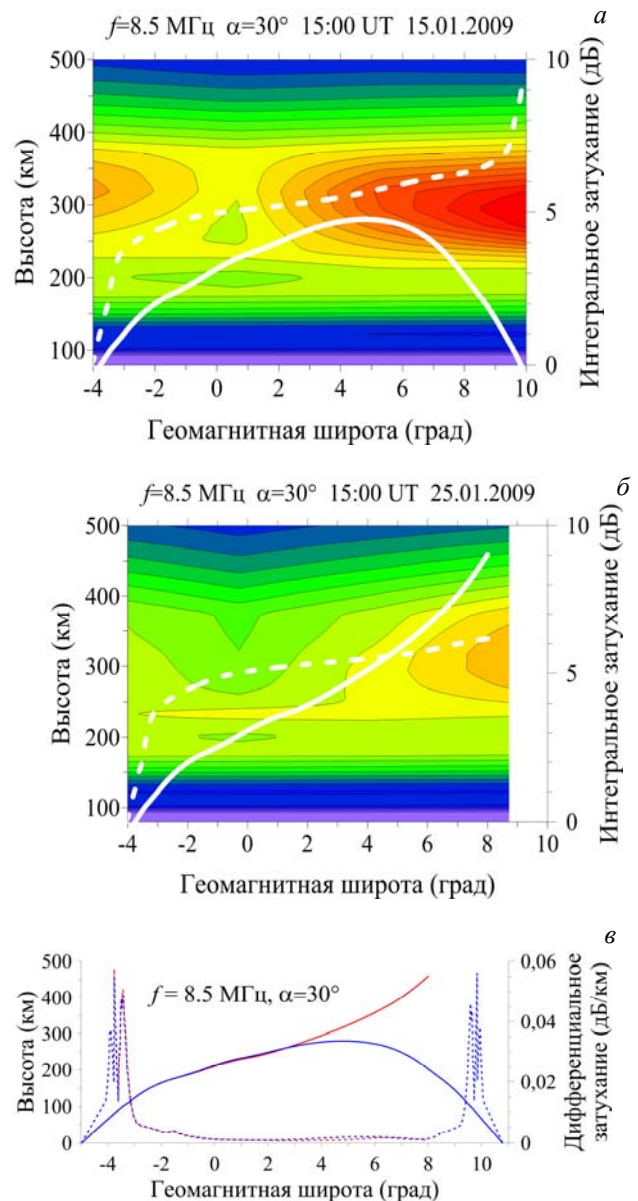 а
f=8.5 МГц α=30° 15:00 UT 15.01.2009
500
400
300
200
100
Высота (км)
10
5
0
Интегральное затухание (дБ)
-4 -2 0 2 4 6 8 10
Геомагнитная широта (град)
б
f=8.5 МГц α=30° 15:00 UT 25.01.2009
500
400
300
200
100
Высота (км)
10
5
0
Интегральное затухание (дБ)
-4 -2 0 2 4 6 8 10
Геомагнитная широта (град)
в
f = 8.5 МГц, α=30°
500
400
300
200
100
0
Высота (км)
0,06
0,04
0,02
0
Дифференциальное
затухание (дБ/км)
-4 -2 0 2 4 6 8 10
Геомагнитная широта (град)